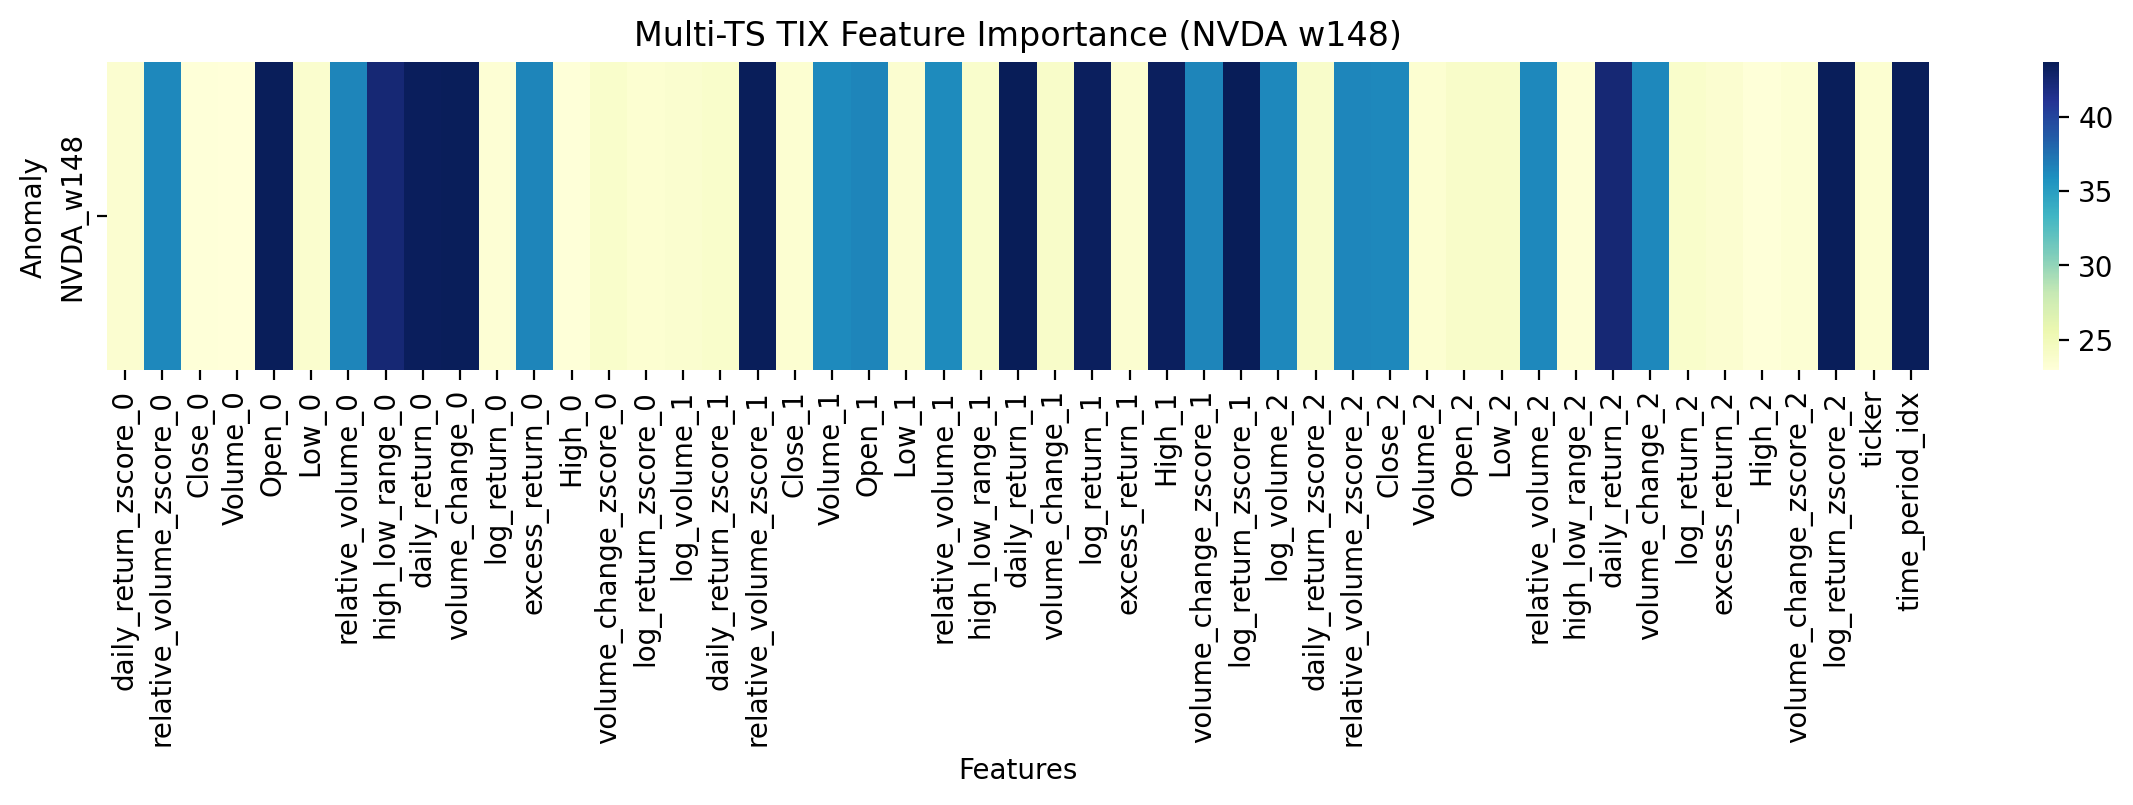 Multi-TS TIX Feature Importance (NVDA w148)
Anomaly
NVDA_w148
40
35
30
25
daily_return_zscore_0
relative_volume_zscore_0
Close_0
Volume_0
Open_0
Low_0
relative_volume_0
high_low_range_0
daily_return_0
volume_change_0
log_return_0
excess_return_0
High_0
volume_change_zscore_0
log_return_zscore_0
log_volume_1
daily_return_zscore_1
relative_volume_zscore_1
Close_1
Volume_1
Open_1
Low_1
relative_volume_1
high_low_range_1
daily_return_1
volume_change_1
log_return_1
excess_return_1
High_1
volume_change_zscore_1
log_return_zscore_1
log_volume_2
daily_return_zscore_2
relative_volume_zscore_2
Close_2
Volume_2
Open_2
Low_2
relative_volume_2
high_low_range_2
daily_return_2
volume_change_2
log_return_2
excess_return_2
High_2
volume_change_zscore_2
log_return_zscore_2
ticker
time_period_idx
Features